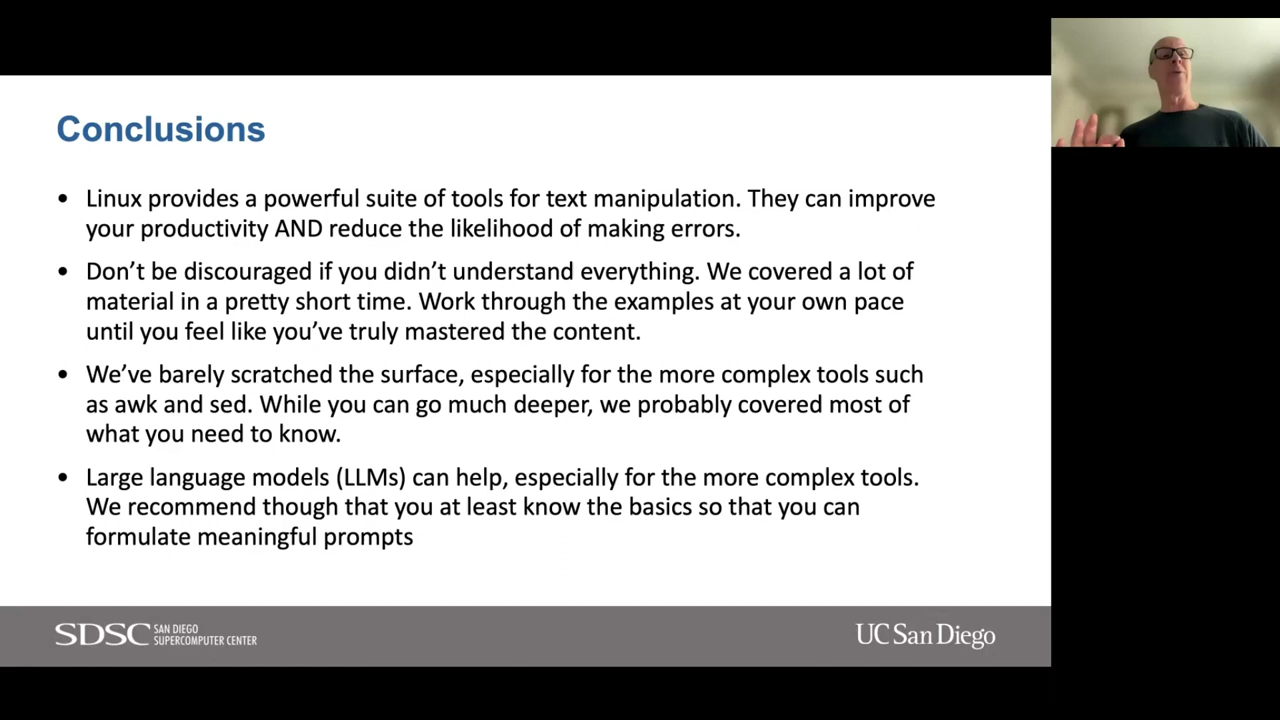 Conclusions
• Linux provides a powerful suite of tools for text manipulation. They can improve
your productivity AND reduce the likelihood of making errors.
• Don’t be discouraged if you didn’t understand everything. We covered a lot of
material in a pretty short time. Work through the examples at your own pace
until you feel like you’ve truly mastered the content.
• We’ve barely scratched the surface, especially for the more complex tools such
as awk and sed. While you can go much deeper, we probably covered most of
what you need to know.
• Large language models (LLMs) can help, especially for the more complex tools.
We recommend though that you at least know the basics so that you can
formulate meaningful prompts
SDSC SAN DIEGO
SUPERCOMPUTER CENTER
UC San Diego